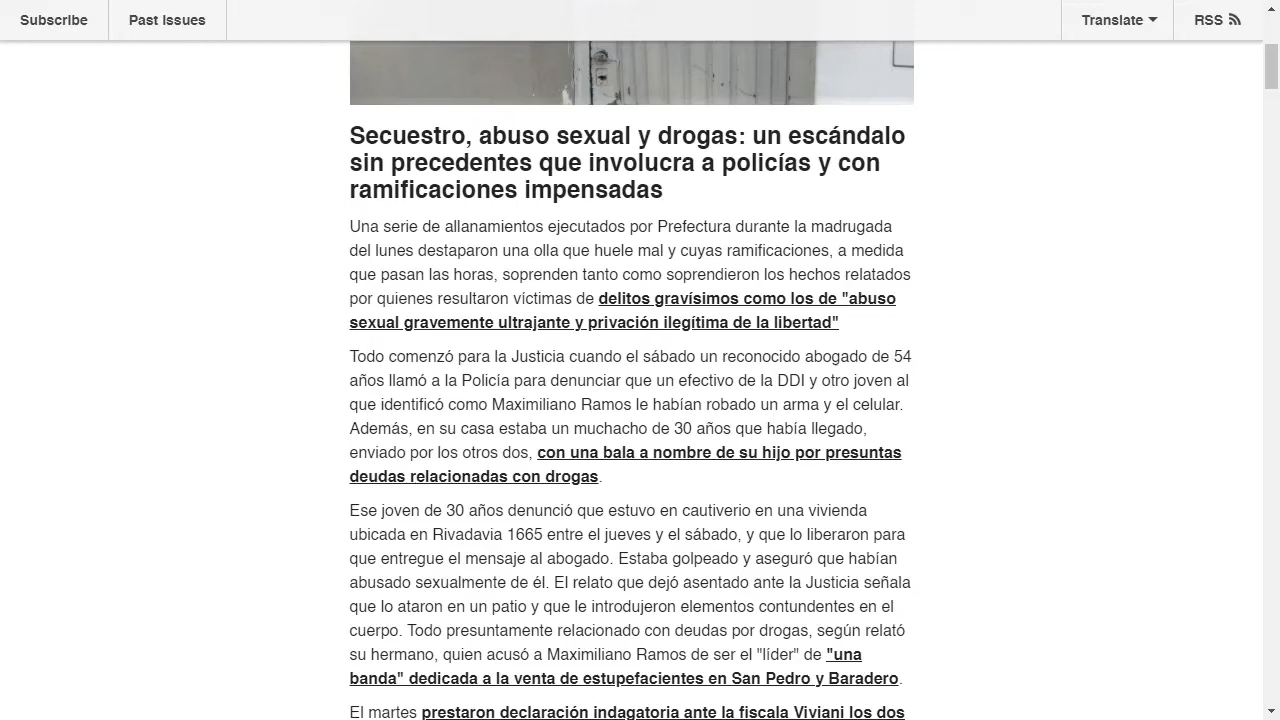 Subscribe
Past Issues
Translate
RSS
Secuestro, abuso sexual y drogas: un escándalo
sin precedentes que involucra a policías y con
ramificaciones impensadas
Una serie de allanamientos ejecutados por Prefectura durante la madrugada
del lunes destaparon una olla que huele mal y cuyas ramificaciones, a medida
que pasan las horas, soprenden tanto como soprendieron los hechos relatados
por quienes resultaron víctimas de delitos gravísimos como los de "abuso
sexual gravemente ultrajante y privación ilegítima de la libertad"
Todo comenzó para la Justicia cuando el sábado un reconocido abogado de 54
años llamó a la Policía para denunciar que un efectivo de la DDI y otro joven al
que identificó como Maximiliano Ramos le habían robado un arma y el celular.
Además, en su casa estaba un muchacho de 30 años que había llegado,
enviado por los otros dos, con una bala a nombre de su hijo por presuntas
deudas relacionadas con drogas.
Ese joven de 30 años denunció que estuvo en cautiverio en una vivienda
ubicada en Rivadavia 1665 entre el jueves y el sábado, y que lo liberaron para
que entregue el mensaje al abogado. Estaba golpeado y aseguró que habían
abusado sexualmente de él. El relato que dejó asentado ante la Justicia señala
que lo ataron en un patio y que le introdujeron elementos contundentes en el
cuerpo. Todo presuntamente relacionado con deudas por drogas, según relató
su hermano, quien acusó a Maximiliano Ramos de ser el "líder" de "una
banda" dedicada a la venta de estupefacientes en San Pedro y Baradero.
El martes prestaron declaración indagatoria ante la fiscala Viviani los dos